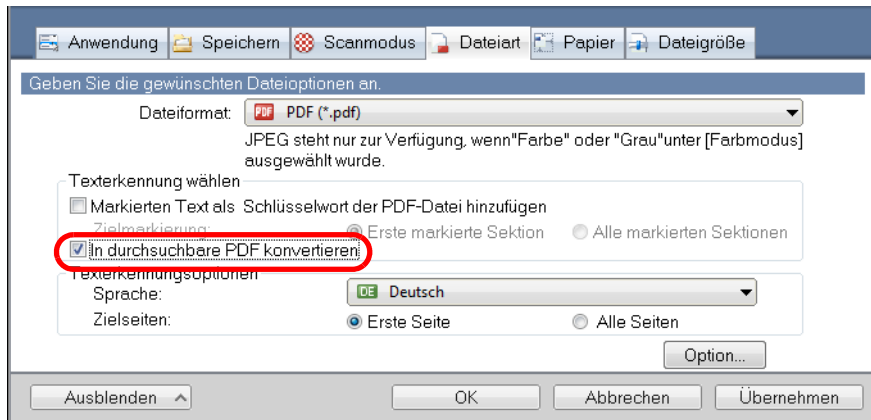 Anwendung Speichern Scanmodus Dateiart Papier Dateigröße
Geben Sie die gewünschten Dateioptionen an.
Dateiformat: PDF PDF (*.pdf)
JPEG steht nur zur Verfügung, wenn"Farbe" oder "Grau"unter [Farbmodus]
ausgewählt wurde.
Texterkennung wählen
Markierten Text als Schlüsselwort der PDF-Datei hinzufügen
Zielmarkierung: Erste markierte Sektion Alle markierten Sektionen
In durchsuchbare PDF konvertieren
Texterkennungsoptionen
Sprache: DE Deutsch
Zielseiten: Erste Seite Alle Seiten
Option...
Ausblenden OK Abbrechen Übernehmen